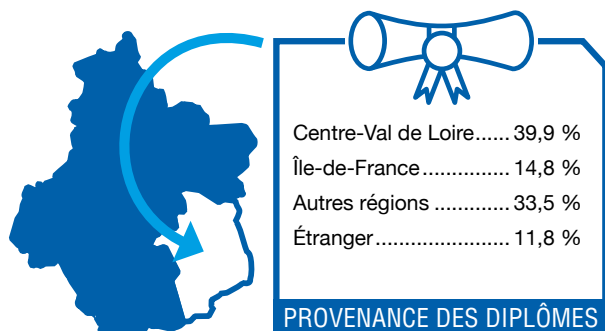 Centre-Val de Loire...... 39,9 %
Île-de-France............... 14,8 %
Autres régions ............. 33,5 %
Étranger....................... 11,8 %
PROVENANCE DES DIPLÔMES